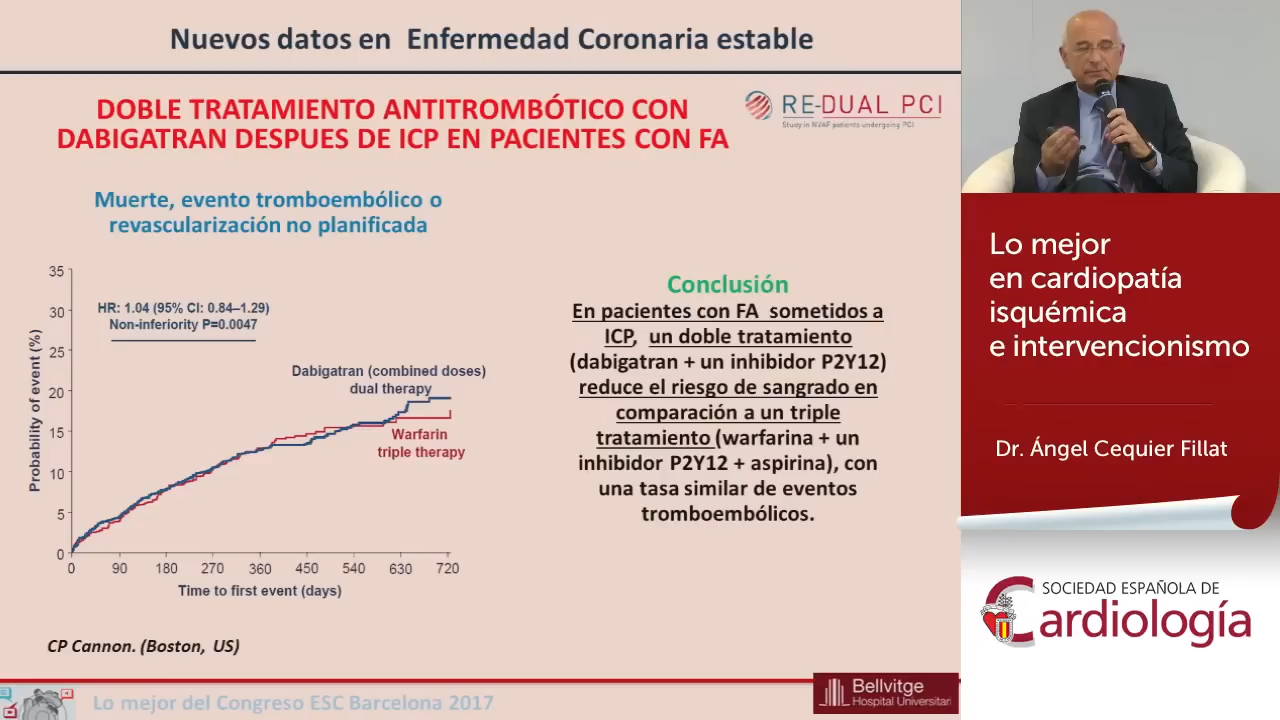 Nuevos datos en Enfermedad Coronaria estable
DOBLE TRATAMIENTO ANTITROMBÓTICO CON
DABIGATRAN DESPUES DE ICP EN PACIENTES CON FA
RE-DUAL PCI
Study in NVAF patients undergoing PCI
Muerte, evento tromboembólico o
revascularización no planificada
Probability of event (%)
35
30
25
20
15
10
5
0
HR: 1.04 (95% CI: 0.84–1.29)
Non-inferiority P=0.0047
Dabigatran (combined doses)
dual therapy
Warfarin
triple therapy
0 90 180 270 360 450 540 630 720
Time to first event (days)
Conclusión
En pacientes con FA sometidos a
ICP, un doble tratamiento
(dabigatran + un inhibidor P2Y12)
reduce el riesgo de sangrado en
comparación a un triple
tratamiento (warfarina + un
inhibidor P2Y12 + aspirina), con
una tasa similar de eventos
tromboembólicos.
CP Cannon. (Boston, US)
Lo mejor del Congreso ESC Barcelona 2017
Bellvitge
Hospital Universitari
Lo mejor
en cardiopatía
isquémica
e intervencionismo
Dr. Ángel Cequier Fillat
SOCIEDAD ESPAÑOLA DE
Cardiología